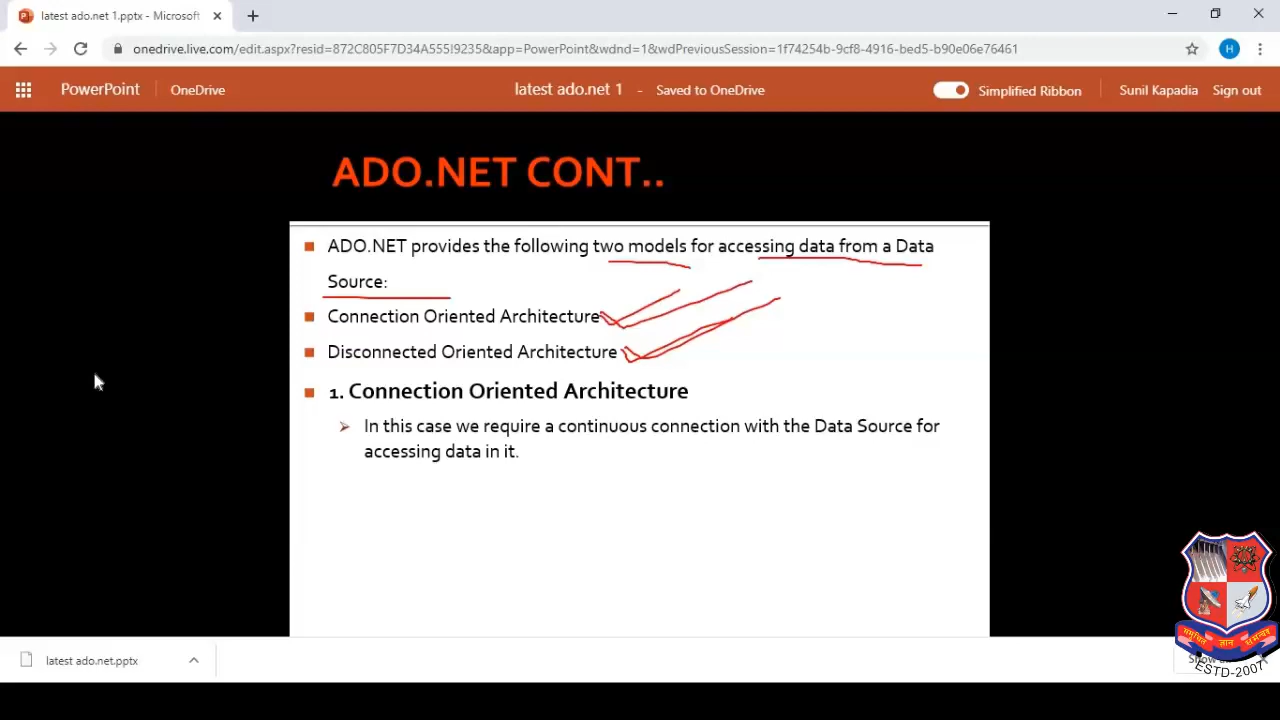 latest ado.net 1.pptx - Microsoft
onedrive.live.com/edit.aspx?resid=872C805F7D34A555!9235&app=PowerPoint&wdnd=1&wdPreviousSession=1f74254b-9cf8-4916-bed5-b90e06e76461
H
PowerPoint OneDrive latest ado.net 1 - Saved to OneDrive Simplified Ribbon Sunil Kapadia Sign out
ADO.NET CONT..
ADO.NET provides the following two models for accessing data from a Data
Source:
Connection Oriented Architecture
Disconnected Oriented Architecture
1. Connection Oriented Architecture
In this case we require a continuous connection with the Data Source for
accessing data in it.
latest ado.net.pptx
ज्ञान
ESTD-2007